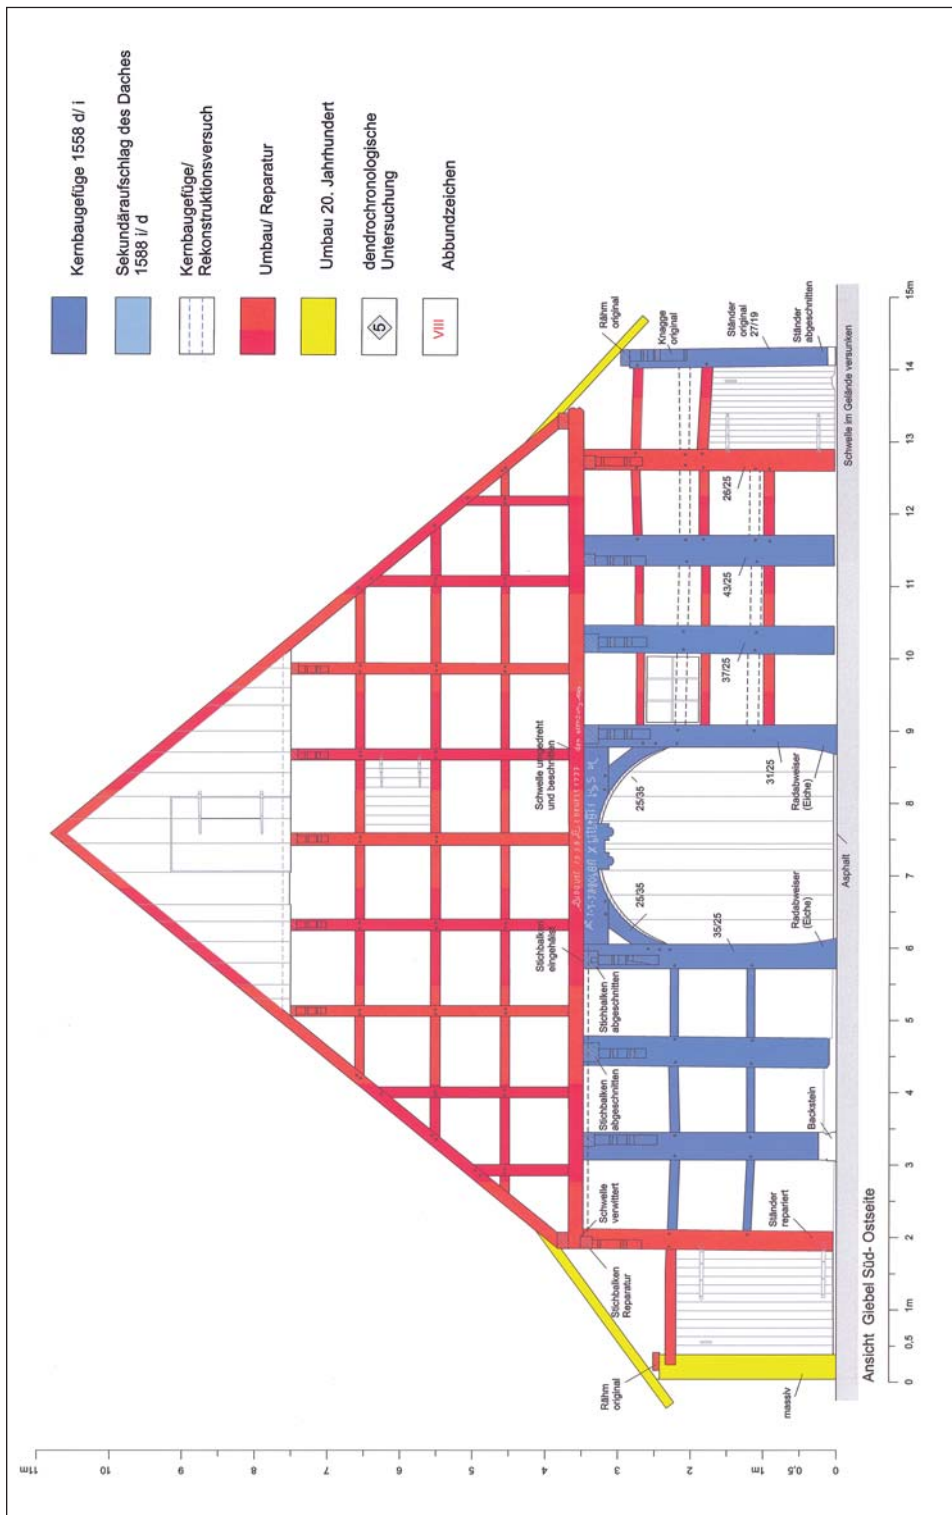 Kernbaugefüge 1558 d/ i
Sekundäraufschlag des Daches
1588 i/ d
Kernbaugefüge/
Rekonstruktionsversuch
Umbau/ Reparatur
Umbau 20. Jahrhundert
5
dendrochronologische
Untersuchung
VIII
Abbundzeichen
11m
10
9
8
7
6
5
4
3
2
1m
0,5
0
Schwelle umgedreht
und beschnitten
Stichbalken
eingehälst
Stichbalken
abgeschnitten
Stichbalken
abgeschnitten
Schwelle
verwittert
Stichbalken
Reparatur
Rähm
original
Rähm
original
Knagge
original
Ständer
original
27/19
Ständer
abgeschnitten
26/25
43/25
37/25
31/25
25/35
25/35
35/25
Radabweiser
(Eiche)
Radabweiser
(Eiche)
Backstein
Ständer
repariert
massiv
Asphalt
Schwelle im Gelände versunken
0
0,5
1m
2
3
4
5
6
7
8
9
10
11
12
13
14
15m
Ansicht Giebel Süd- Ostseite